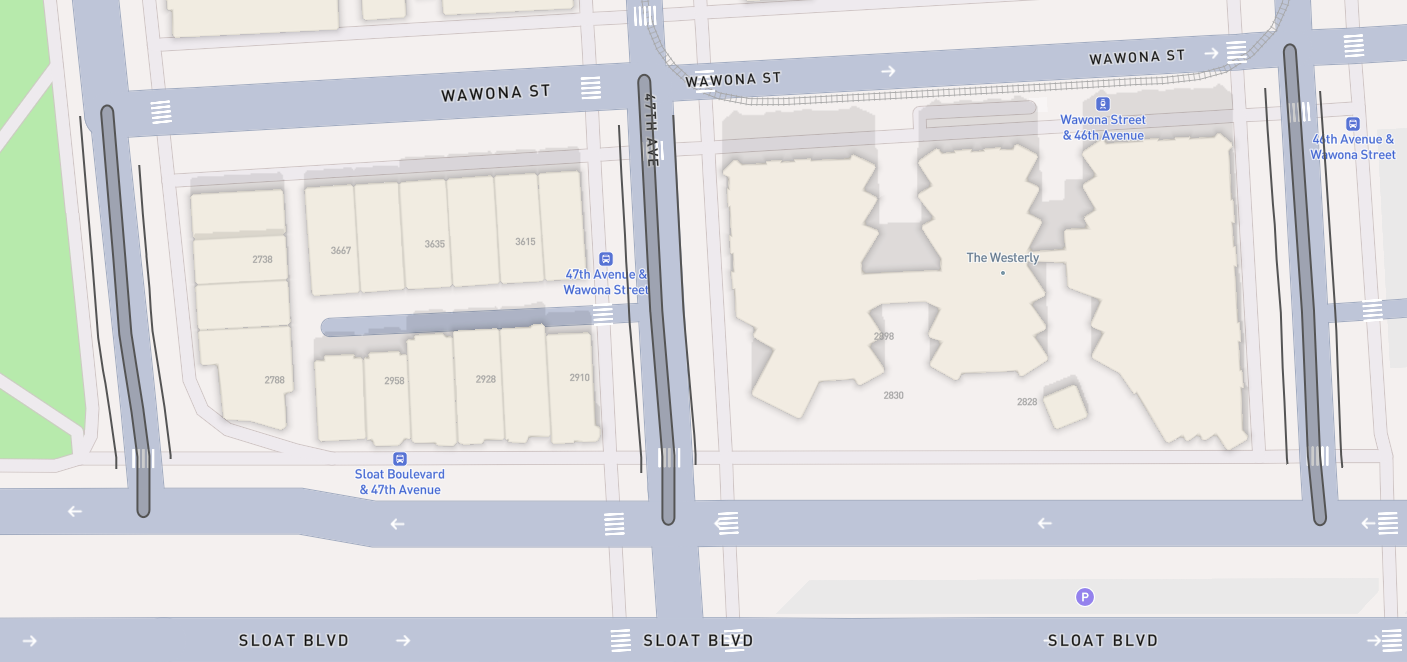 WAWONA ST
WAWONA ST
WAWONA ST
47TH AVE
Wawona Street
& 46th Avenue
46th Avenue &
Wawona Street
3667
3635
3615
2738
47th Avenue &
Wawona Street
The Westerly
2898
2788
2958
2928
2910
2830
2828
Sloat Boulevard
& 47th Avenue
P
SLOAT BLVD
SLOAT BLVD
SLOAT BLVD